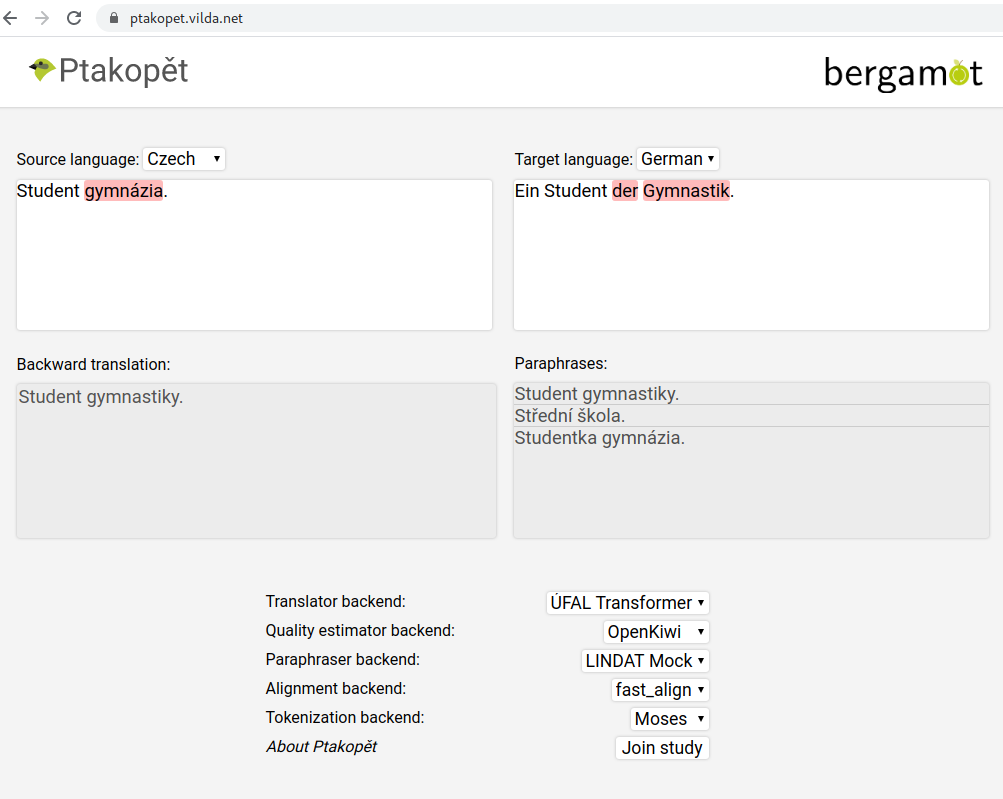 ptakopet.vilda.net
Ptakopět
bergamot
Source language: Czech
Target language: German
Student gymnázia.
Ein Student der Gymnastik.
Backward translation:
Paraphrases:
Student gymnastiky.
Student gymnastiky.
Střední škola.
Studentka gymnázia.
Translator backend: ÚFAL Transformer
Quality estimator backend: OpenKiwi
Paraphraser backend: LINDAT Mock
Alignment backend: fast_align
Tokenization backend: Moses
About Ptakopět Join study